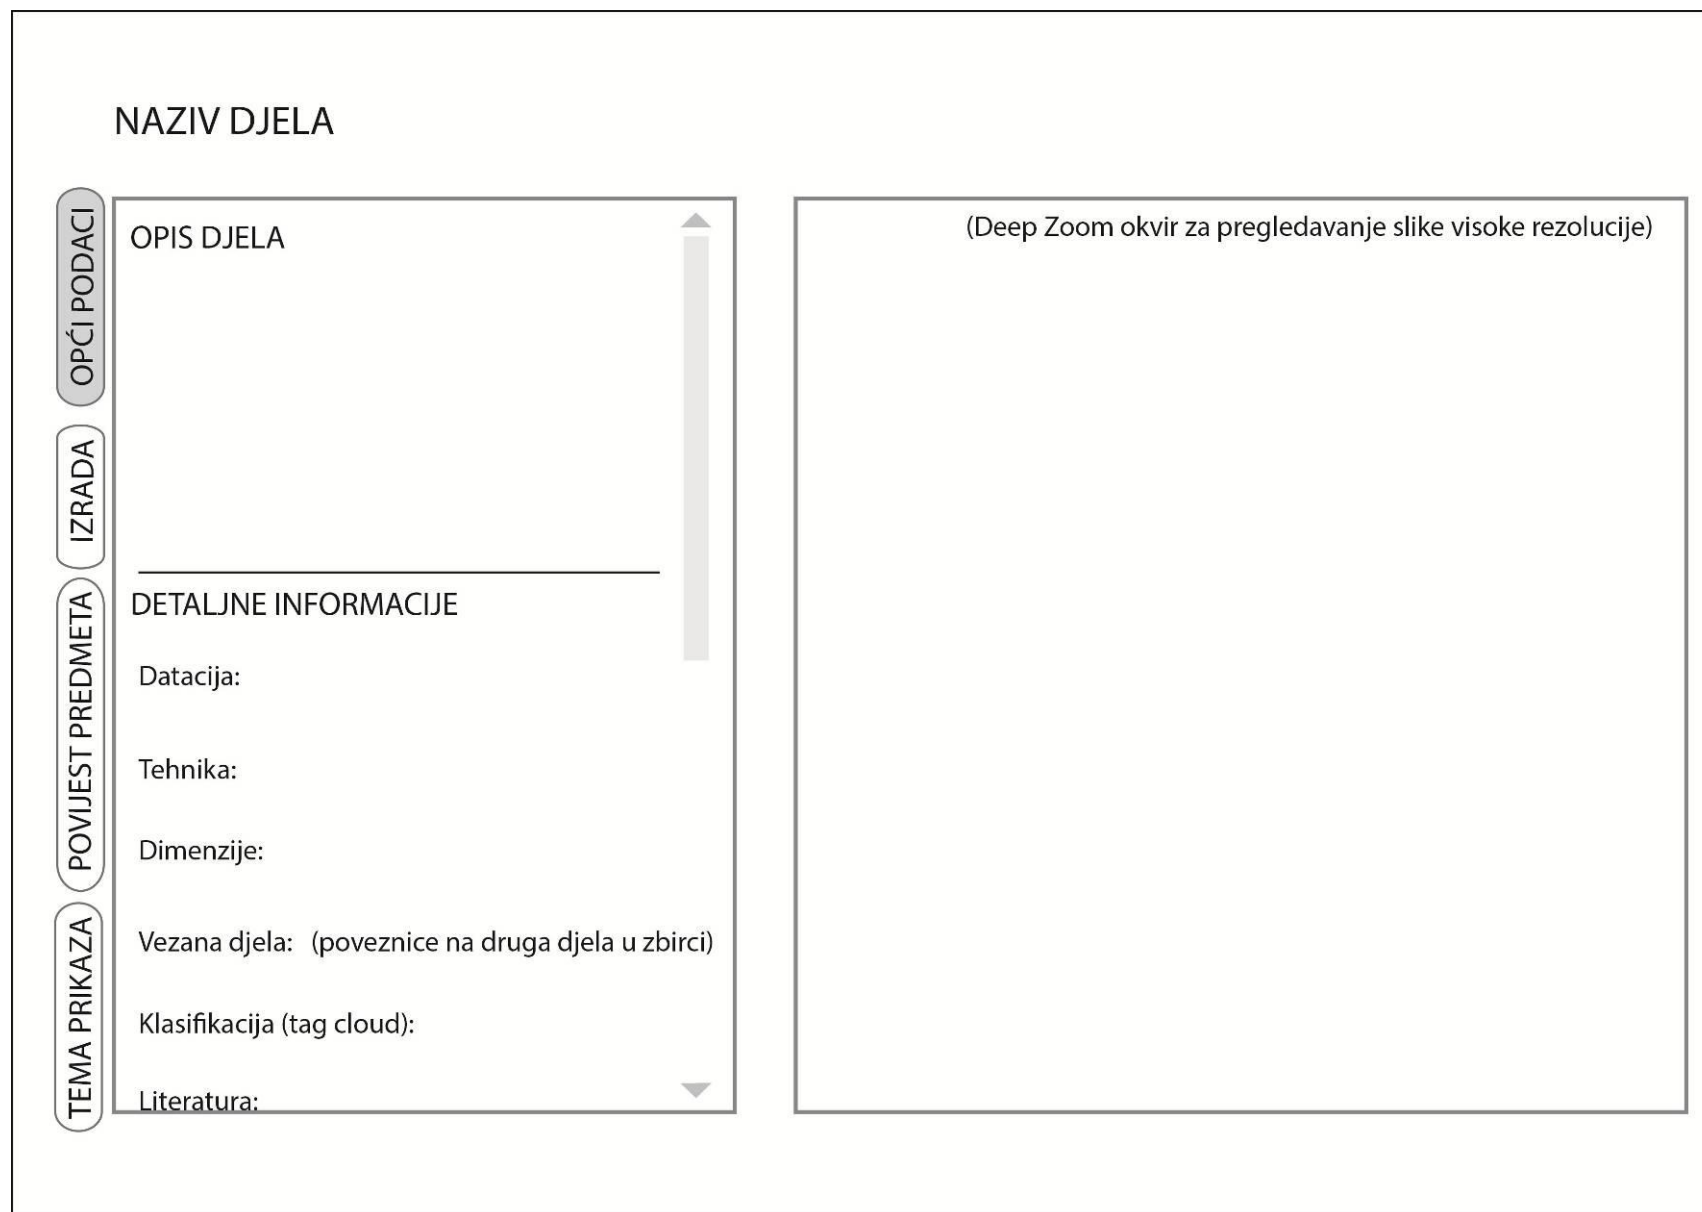 NAZIV DJELA
OPĆI PODACI
IZRADA
POVIJEST PREDMETA
TEMA PRIKAZA
OPIS DJELA
DETALJNE INFORMACIJE
Datacija:
Tehnika:
Dimenzije:
Vezana djela: (poveznice na druga djela u zbirci)
Klasifikacija (tag cloud):
Literatura:
(Deep Zoom okvir za pregledavanje slike visoke rezolucije)